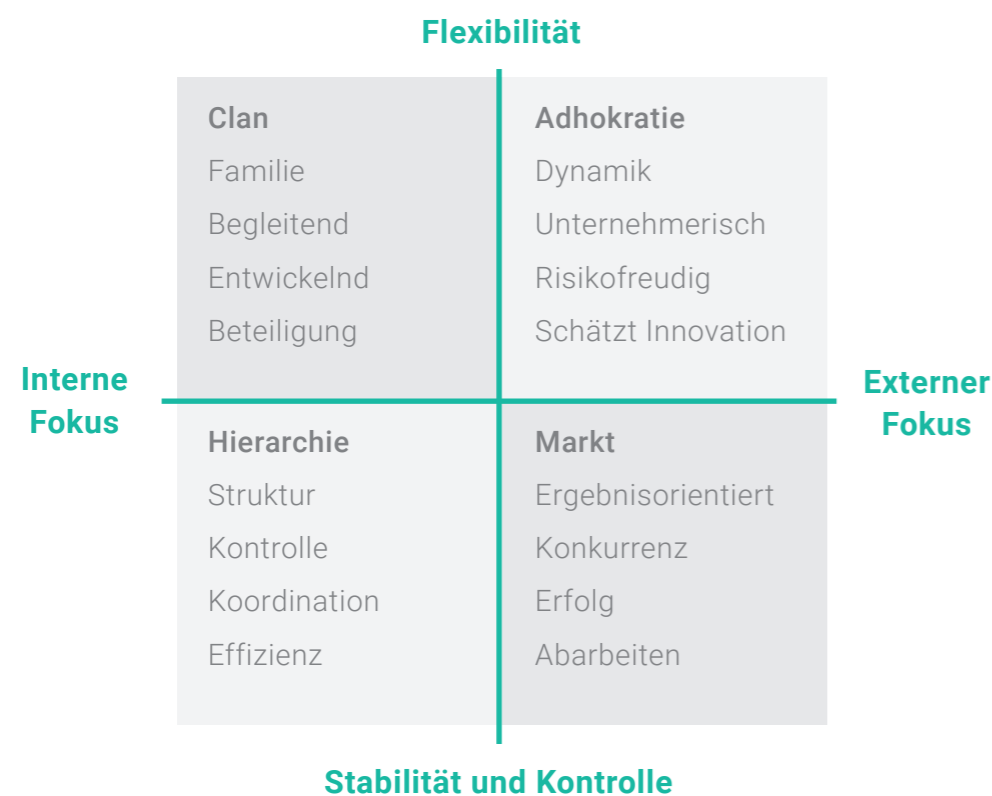 Flexibilität
Clan
Familie
Begleitend
Entwickelnd
Beteiligung
Adhokratie
Dynamik
Unternehmerisch
Risikofreudig
Schätzt Innovation
Interne
Fokus
Externer
Fokus
Hierarchie
Struktur
Kontrolle
Koordination
Effizienz
Markt
Ergebnisorientiert
Konkurrenz
Erfolg
Abarbeiten
Stabilität und Kontrolle